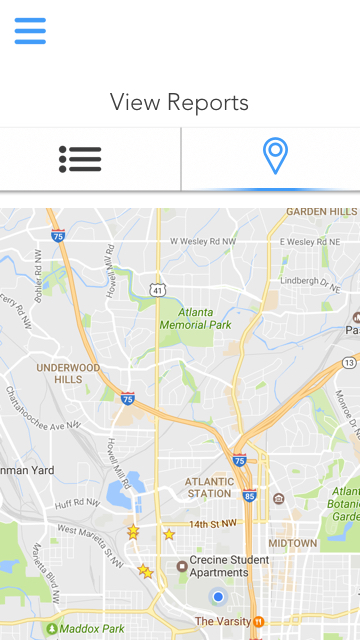 View Reports
GARDEN HILLS
75
W Wesley Rd NW
E Wesley Rd NE
Howell Mill Rd
Bohler Rd NW
Lindbergh Dr NE
41
Ferry Rd NW
Atlanta
Memorial Park
Pa
13
UNDERWOOD
HILLS
Chattahoochee Ave NW
75
Monroe Dr
Howell Mill Rd
75
nman Yard
ATLANTIC
STATION
85
Atlan
Botani
Garde
Huff Rd NW
14th St NW
West Marietta St NW
MIDTOWN
Marietta Blvd NW
Crecine Student
Apartments
The Varsity
Maddox Park